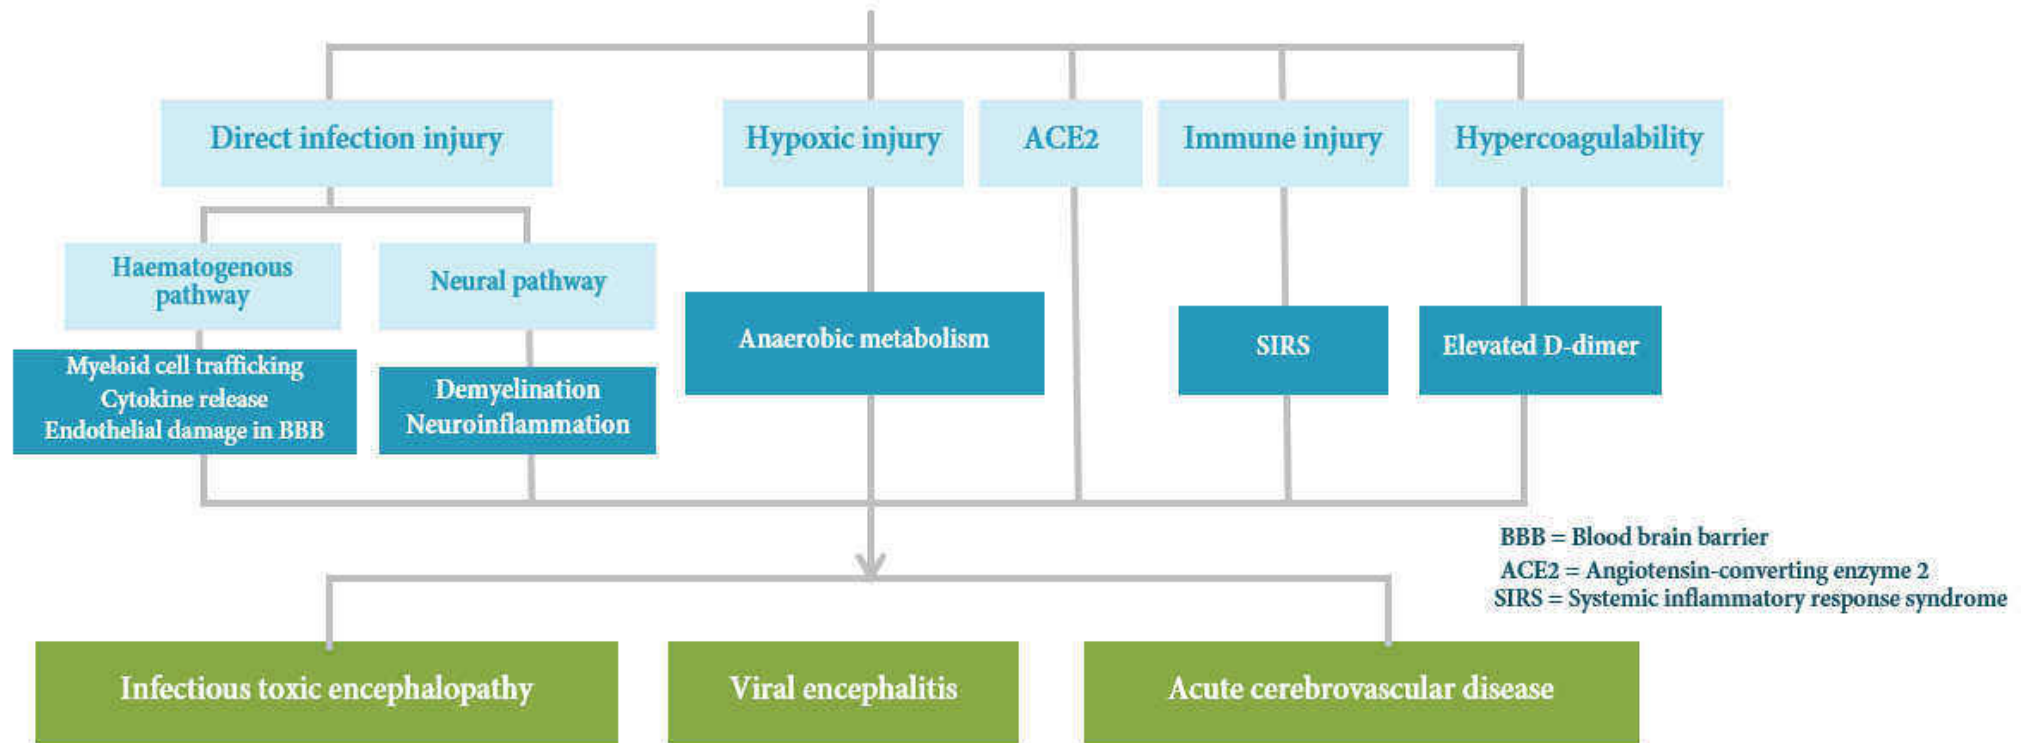 Direct infection injury
Hypoxic injury
ACE2
Immune injury
Hypercoagulability
Haematogenous
pathway
Neural pathway
Myeloid cell trafficking
Cytokine release
Endothelial damage in BBB
Demyelination
Neuroinflammation
Anaerobic metabolism
SIRS
Elevated D-dimer
BBB = Blood brain barrier
ACE2 = Angiotensin-converting enzyme 2
SIRS = Systemic inflammatory response syndrome
Infectious toxic encephalopathy
Viral encephalitis
Acute cerebrovascular disease